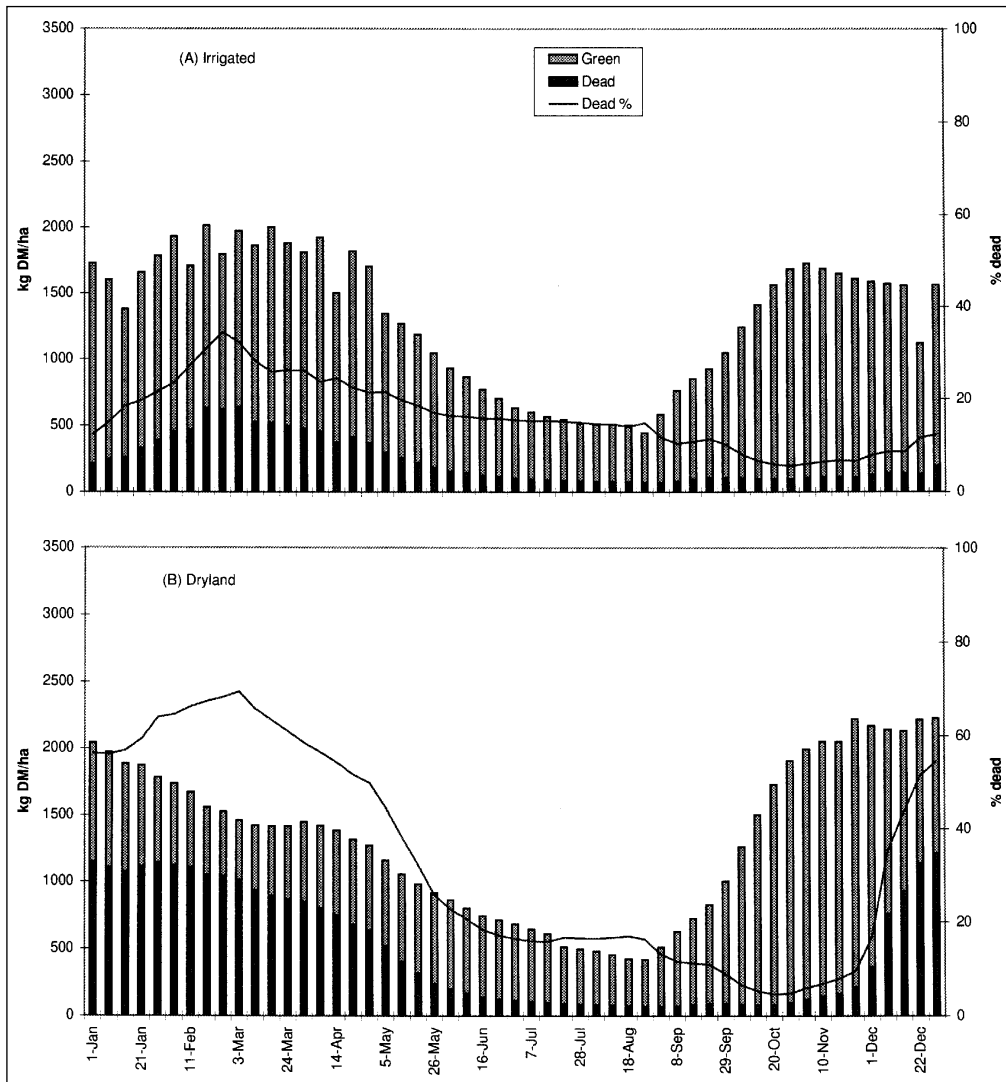 (A) Irrigated
Green
Dead
Dead %
kg DM/ha
3500
3000
2500
2000
1500
1000
500
0
% dead
100
80
60
40
20
0
(B) Dryland
kg DM/ha
3500
3000
2500
2000
1500
1000
500
0
% dead
100
80
60
40
20
0
1-Jan
21-Jan
11-Feb
3-Mar
24-Mar
14-Apr
5-May
26-May
16-Jun
7-Jul
28-Jul
18-Aug
8-Sep
29-Sep
20-Oct
10-Nov
1-Dec
22-Dec